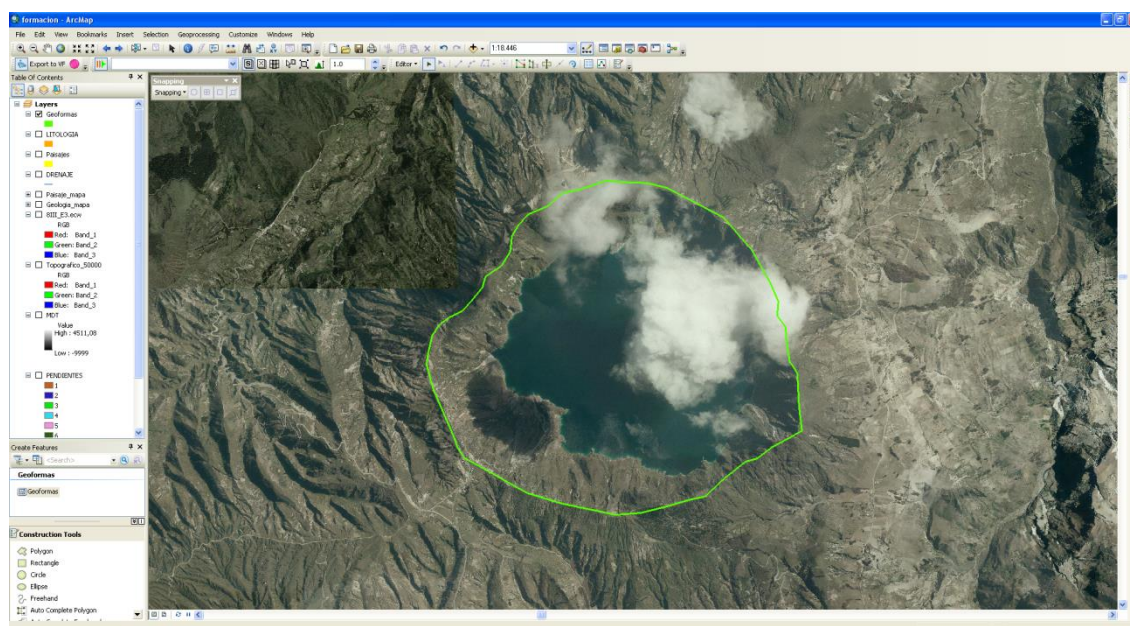 formacion - ArcMap
File Edit View Bookmarks Insert Selection Geoprocessing Customize Windows Help
1:18.446
Export to VF
1.0
Editor
Table Of Contents
Snapping
Snapping
Layers
Geoformas
LITOLOGIA
Paisajes
DRENAJE
Paisaje_mapa
Geologia_mapa
8III_E3.ecw
RGB
Red: Band_1
Green: Band_2
Blue: Band_3
Topografico_50000
RGB
Red: Band_1
Green: Band_2
Blue: Band_3
MDT
Value
High : 4511,08
Low : -9999
PENDIENTES
1
2
3
4
5
6
Create Features
<Search>
Geoformas
Geoformas
Construction Tools
Polygon
Rectangle
Circle
Ellipse
Freehand
Auto Complete Polygon